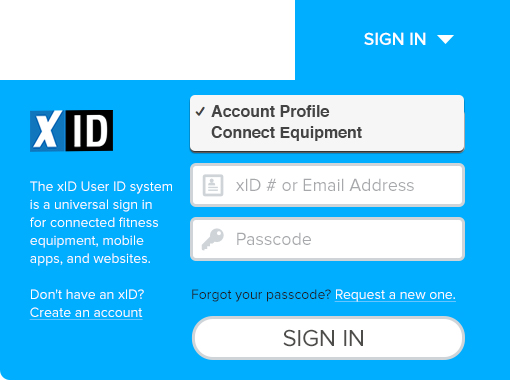 SIGN IN
XID
The xID User ID system
is a universal sign in
for connected fitness
equipment, mobile
apps, and websites.
Don't have an xID?
Create an account
✓ Account Profile
Connect Equipment
xID # or Email Address
Passcode
Forgot your passcode? Request a new one.
SIGN IN